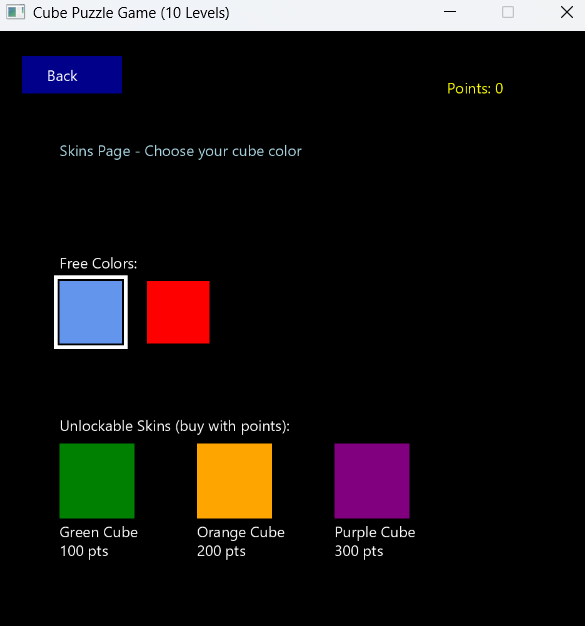 Cube Puzzle Game (10 Levels)
Back
Points: 0
Skins Page - Choose your cube color
Free Colors:
Unlockable Skins (buy with points):
Green Cube
100 pts
Orange Cube
200 pts
Purple Cube
300 pts